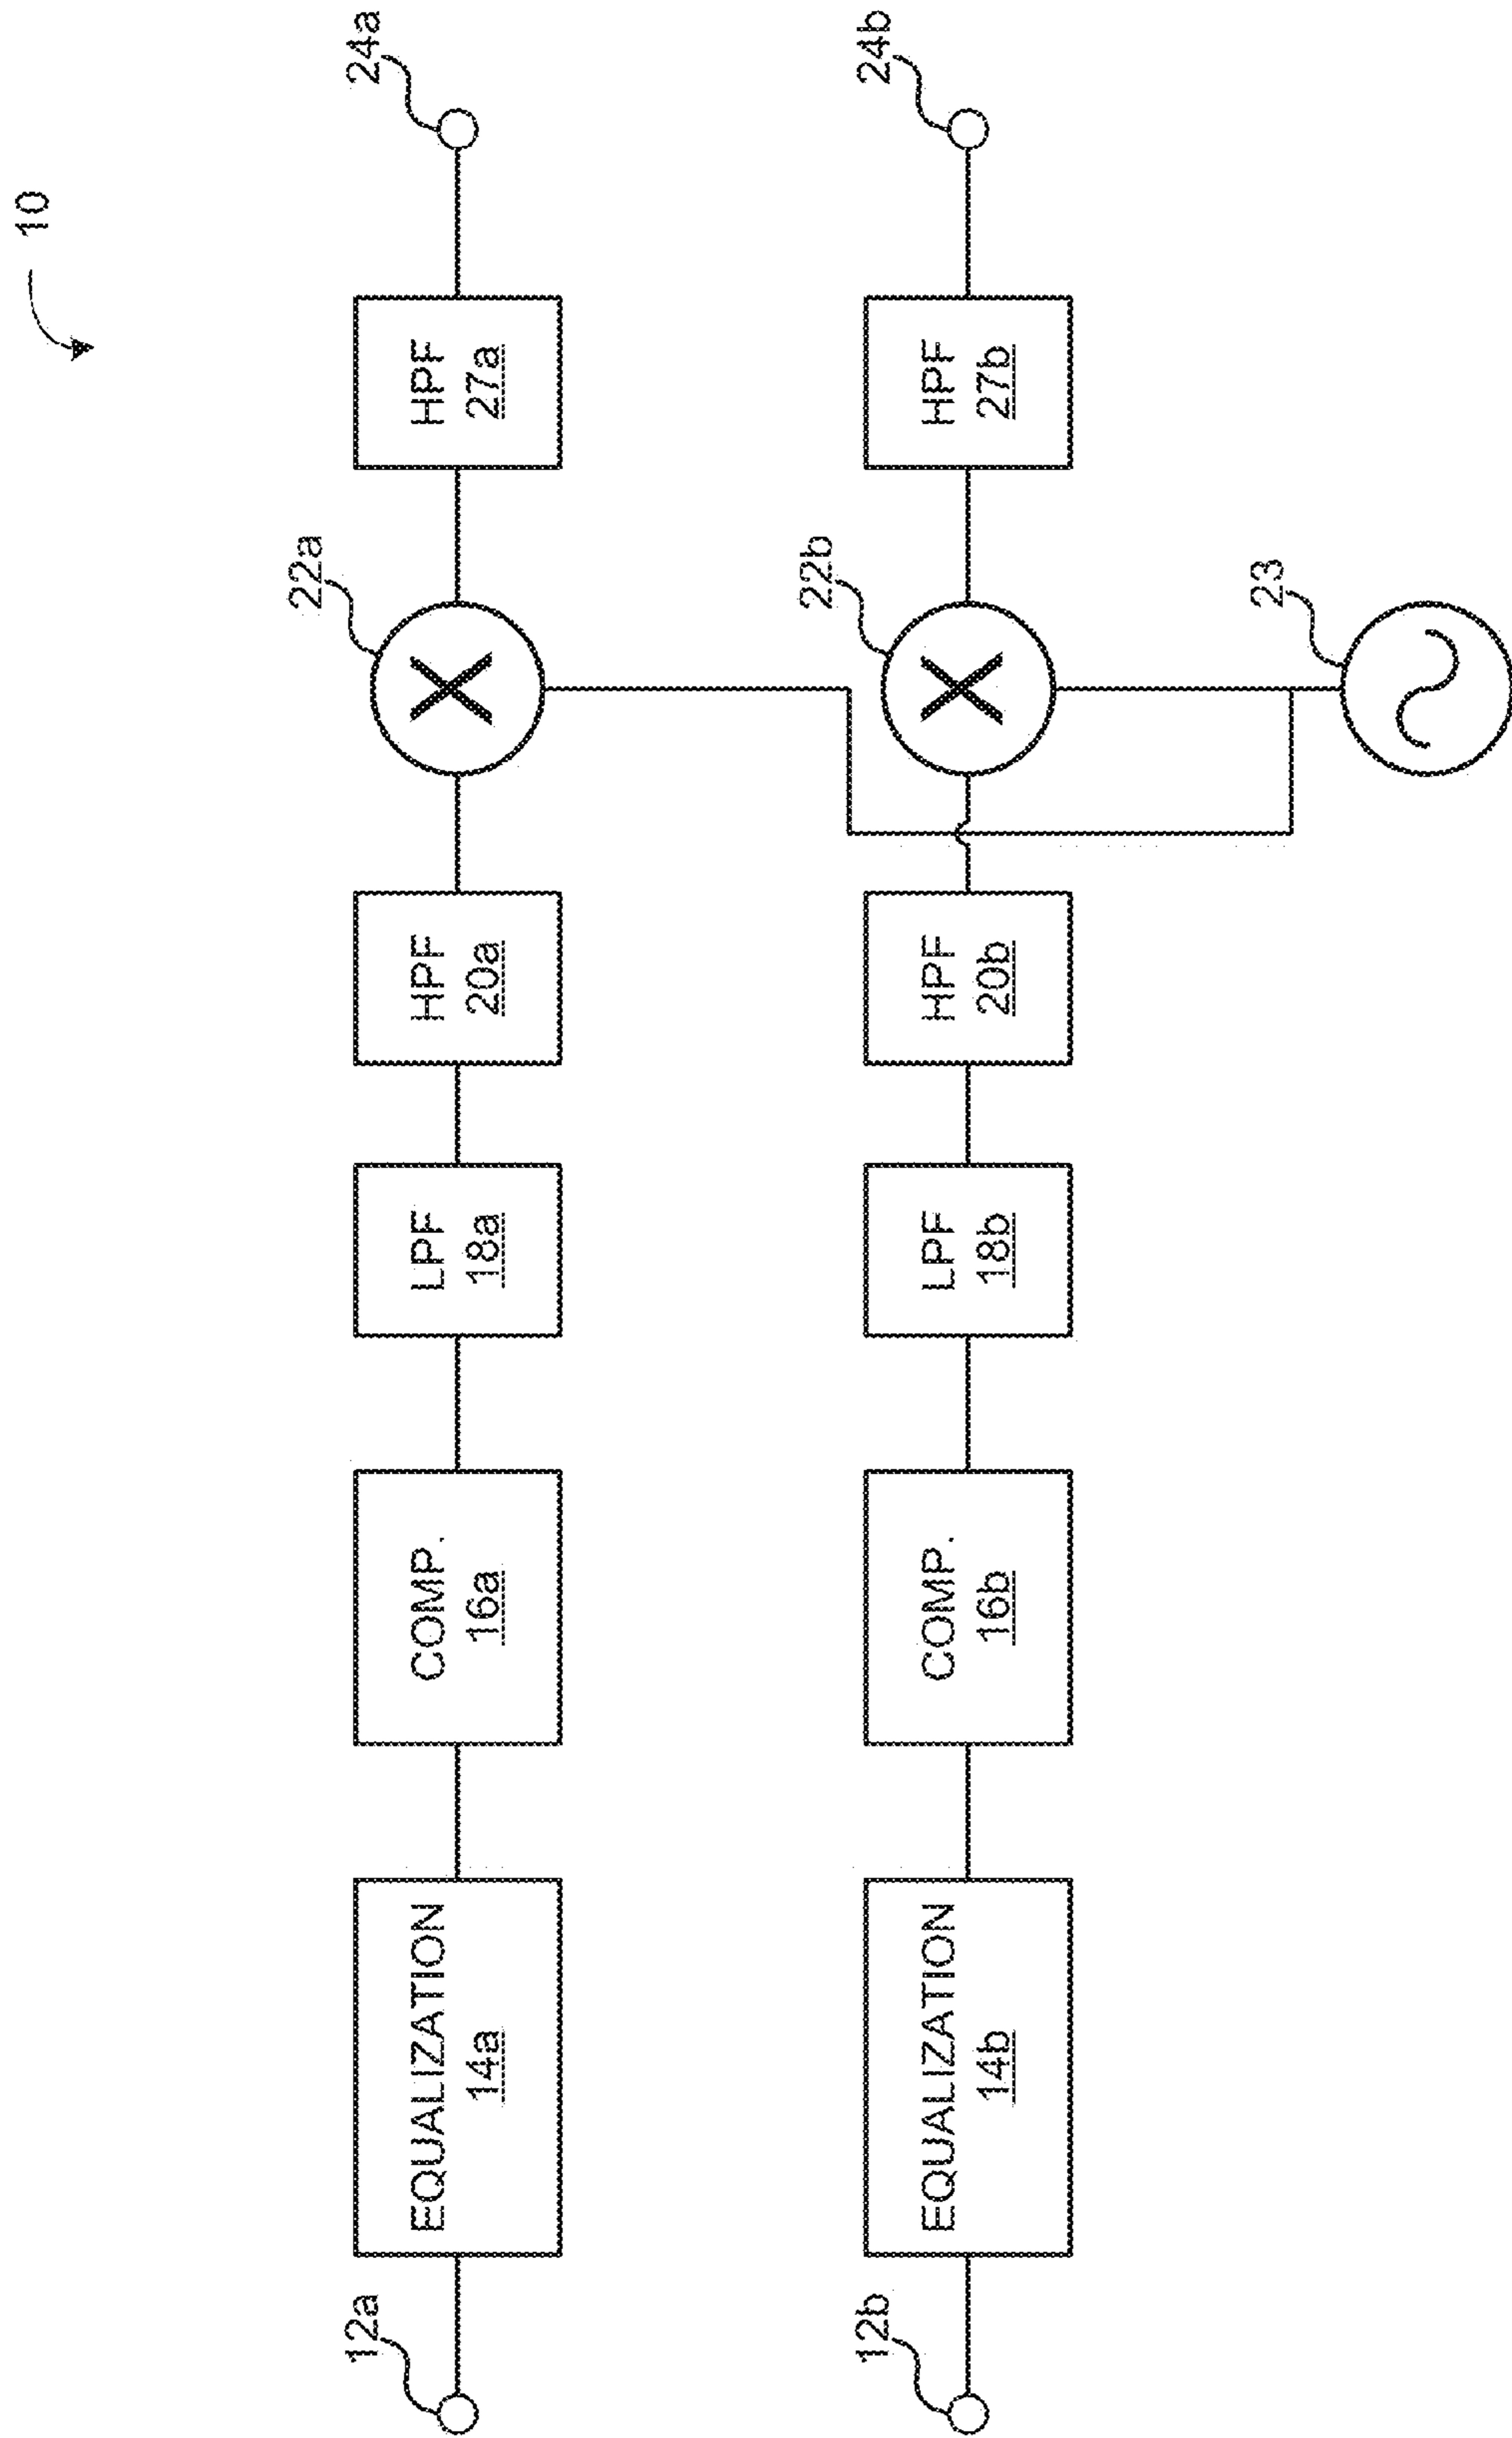 10
12a
EQUALIZATION
14a
COMP.
16a
LPF
18a
HPF
20a
22a
X
HPF
27a
24a
12b
EQUALIZATION
14b
COMP.
16b
LPF
18b
HPF
20b
22b
X
HPF
27b
24b
23